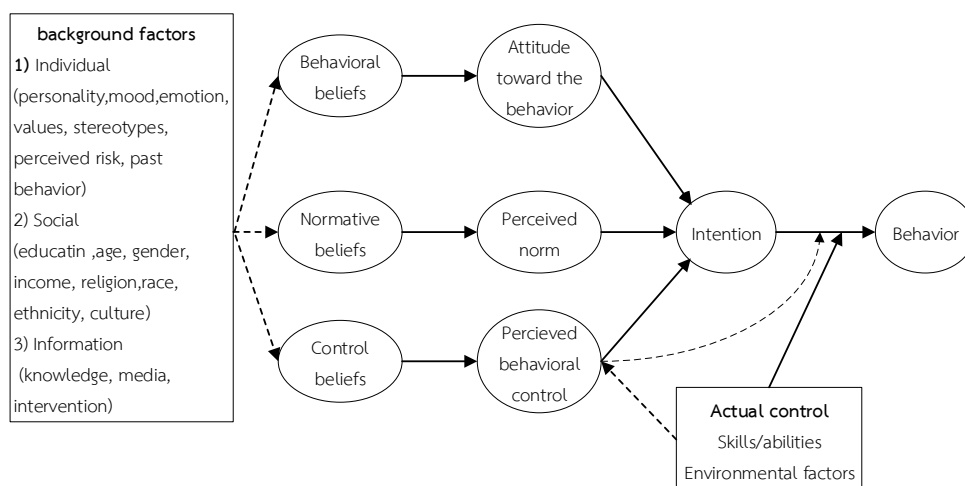 background factors
1) Individual
(personality,mood,emotion,
values, stereotypes,
perceived risk, past
behavior)
2) Social
(educatin ,age, gender,
income, religion,race,
ethnicity, culture)
3) Information
(knowledge, media,
intervention)
Behavioral
beliefs
Attitude
toward the
behavior
Normative
beliefs
Perceived
norm
Intention
Behavior
Control
beliefs
Percieved
behavioral
control
Actual control
Skills/abilities
Environmental factors